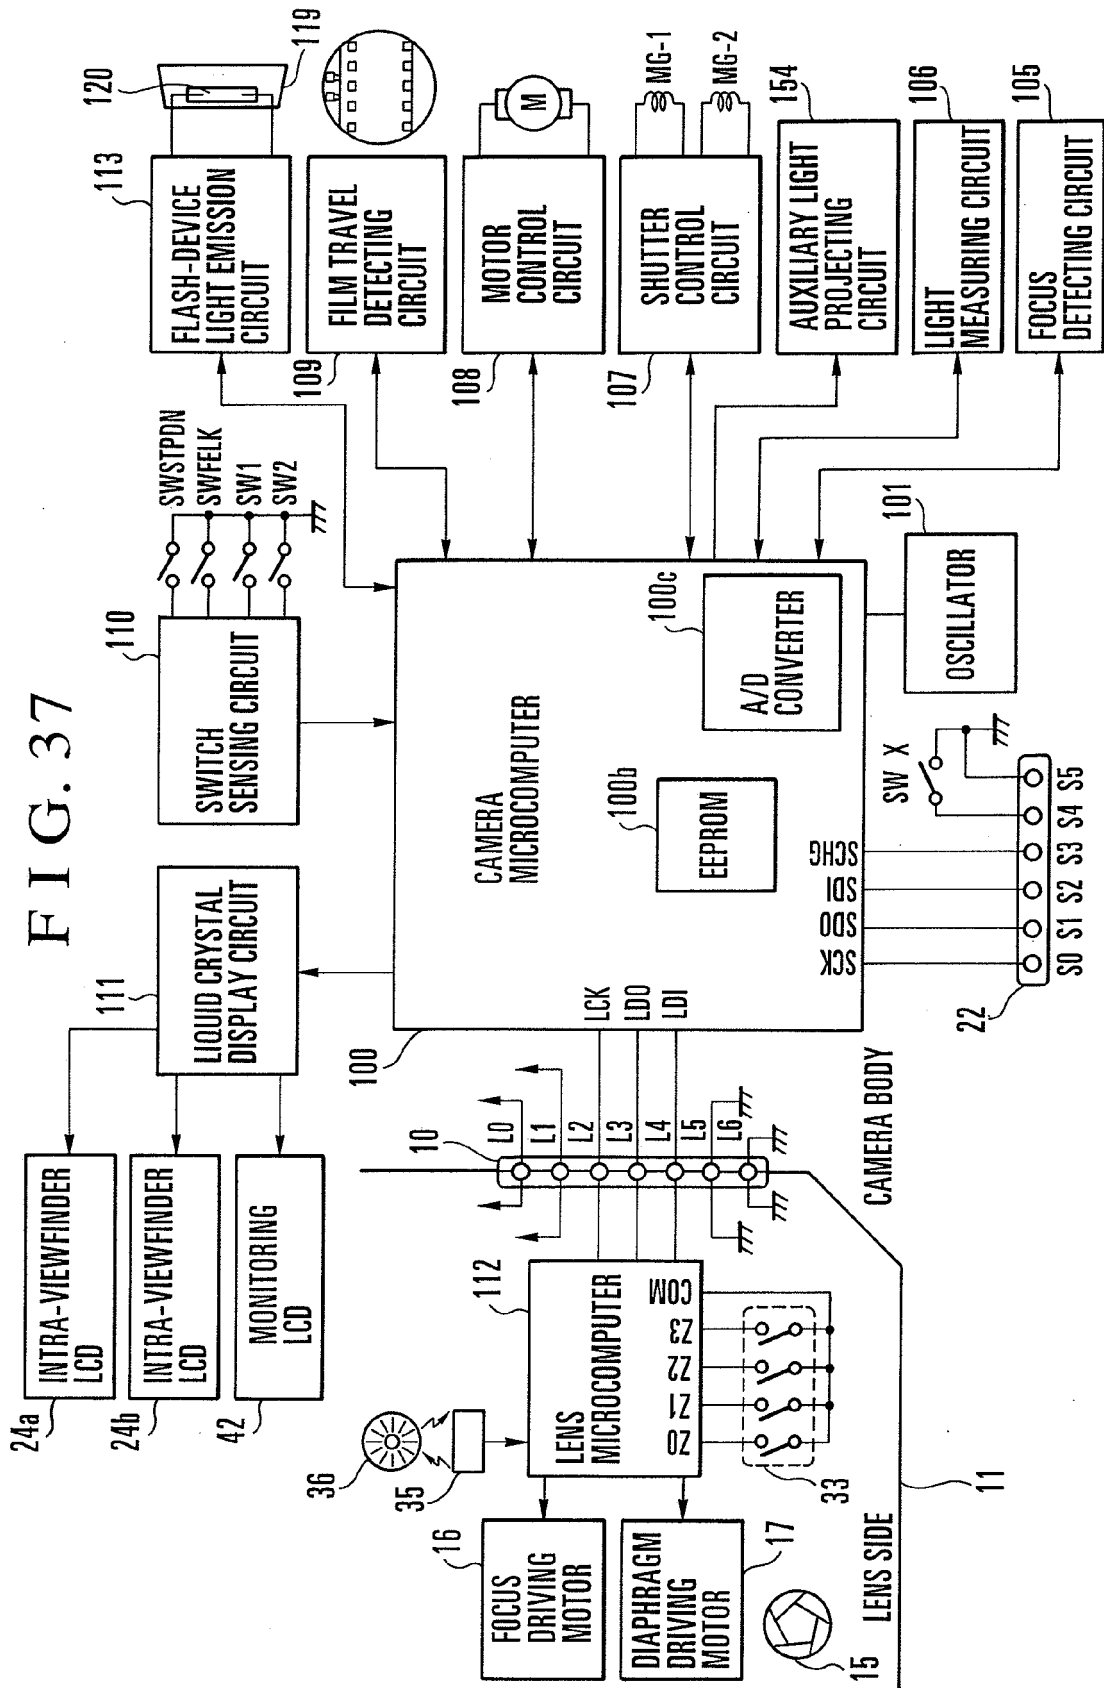 FIG.37
24a
INTRA-VIEWFINDER
LCD
24b
INTRA-VIEWFINDER
LCD
42
MONITORING
LCD
111
LIQUID CRYSTAL
DISPLAY CIRCUIT
110
SWITCH
SENSING CIRCUIT
SWSTPDN
SWFELK
SW1
SW2
113
FLASH-DEVICE
LIGHT EMISSION
CIRCUIT
120
119
109
FILM TRAVEL
DETECTING
CIRCUIT
108
MOTOR
CONTROL
CIRCUIT
M
107
SHUTTER
CONTROL
CIRCUIT
MG-1
MG-2
154
AUXILIARY LIGHT
PROJECTING
CIRCUIT
106
LIGHT
MEASURING CIRCUIT
105
FOCUS
DETECTING CIRCUIT
100
CAMERA
MICROCOMPUTER
100b
EEPROM
100c
A/D
CONVERTER
101
OSCILLATOR
LCK
LDO
LDI
SCK
SDO
SDI
SCHG
SW X
22
S0
S1
S2
S3
S4
S5
10
L0
L1
L2
L3
L4
L5
L6
CAMERA BODY
36
35
112
LENS
MICROCOMPUTER
Z0
Z1
Z2
Z3
COM
33
16
FOCUS
DRIVING
MOTOR
17
DIAPHRAGM
DRIVING
MOTOR
15
LENS SIDE
11